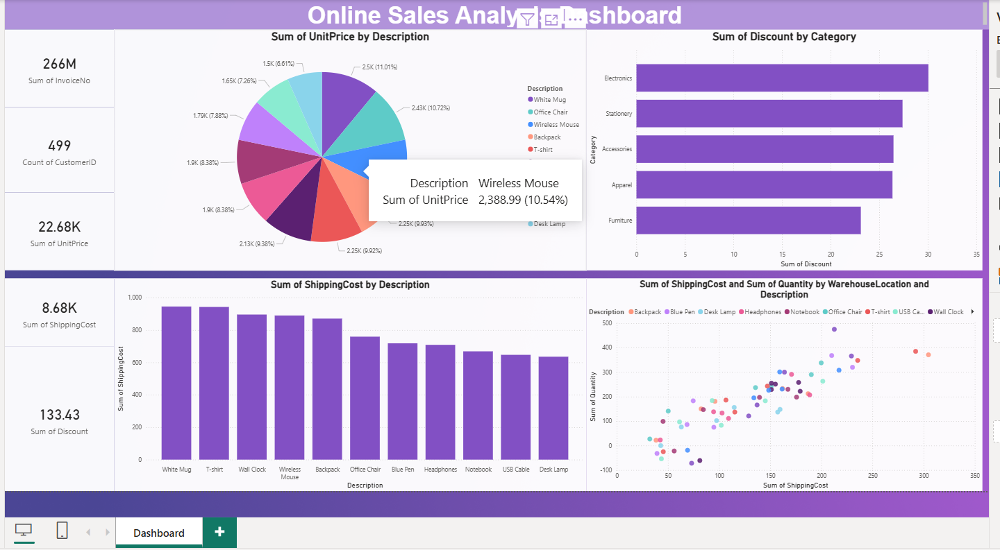 Online Sales Analysis Dashboard
266M
Sum of InvoiceNo
499
Count of CustomerID
22.68K
Sum of UnitPrice
8.68K
Sum of ShippingCost
133.43
Sum of Discount
Sum of UnitPrice by Description
1.5K (6.61%)
2.5K (11.01%)
1.65K (7.26%)
2.43K (10.72%)
1.79K (7.88%)
1.9K (8.38%)
1.9K (8.38%)
2.13K (9.38%)
2.25K (9.92%)
2.25K (9.93%)
Description
White Mug
Office Chair
Wireless Mouse
Backpack
T-shirt
Desk Lamp
Description Wireless Mouse
Sum of UnitPrice 2,388.99 (10.54%)
Sum of Discount by Category
Category
Electronics
Stationery
Accessories
Apparel
Furniture
0 5 10 15 20 25 30 35
Sum of Discount
Sum of ShippingCost by Description
Sum of ShippingCost
1,000
800
600
400
200
0
White Mug T-shirt Wall Clock Wireless Mouse Backpack Office Chair Blue Pen Headphones Notebook USB Cable Desk Lamp
Description
Sum of ShippingCost and Sum of Quantity by WarehouseLocation and
Description
Description Backpack Blue Pen Desk Lamp Headphones Notebook Office Chair T-shirt USB Ca... Wall Clock
Sum of Quantity
500
400
300
200
100
0
-100
0 50 100 150 200 250 300 350
Sum of ShippingCost
Dashboard